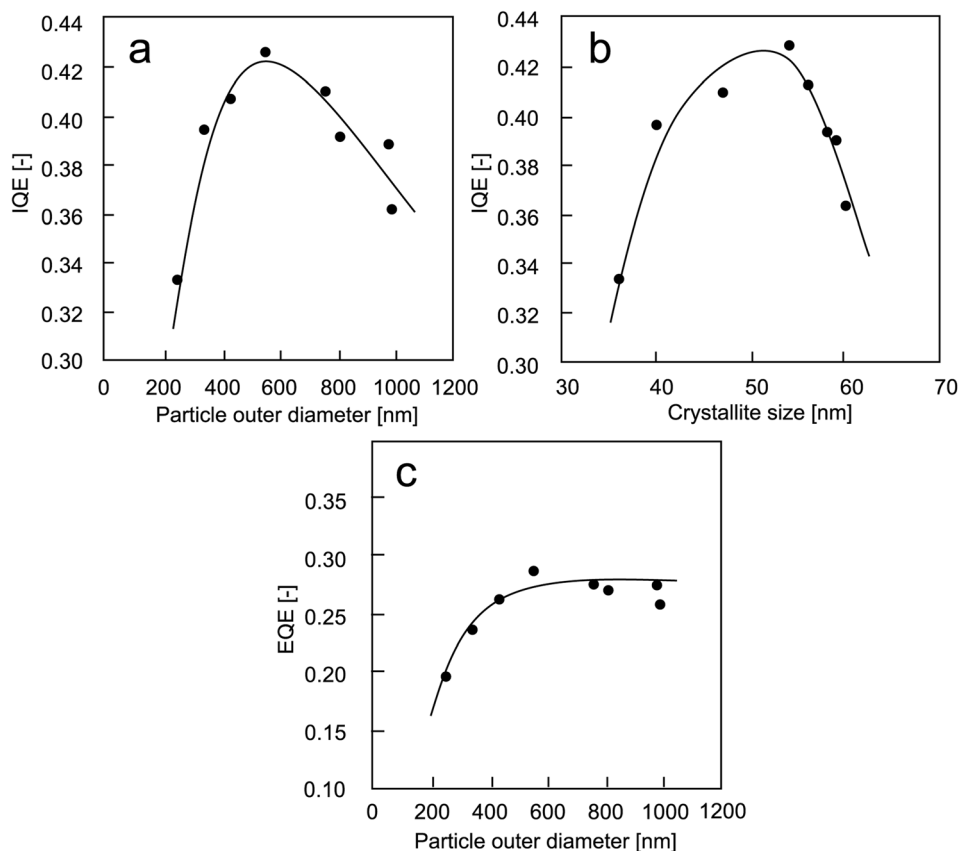 a
IQE [-]
0.44
0.42
0.40
0.38
0.36
0.34
0.32
0.30
0 200 400 600 800 1000 1200
Particle outer diameter [nm]
b
IQE [-]
0.44
0.42
0.40
0.38
0.36
0.34
0.32
0.30
30 40 50 60 70
Crystallite size [nm]
c
EQE [-]
0.35
0.30
0.25
0.20
0.15
0.10
0 200 400 600 800 1000 1200
Particle outer diameter [nm]